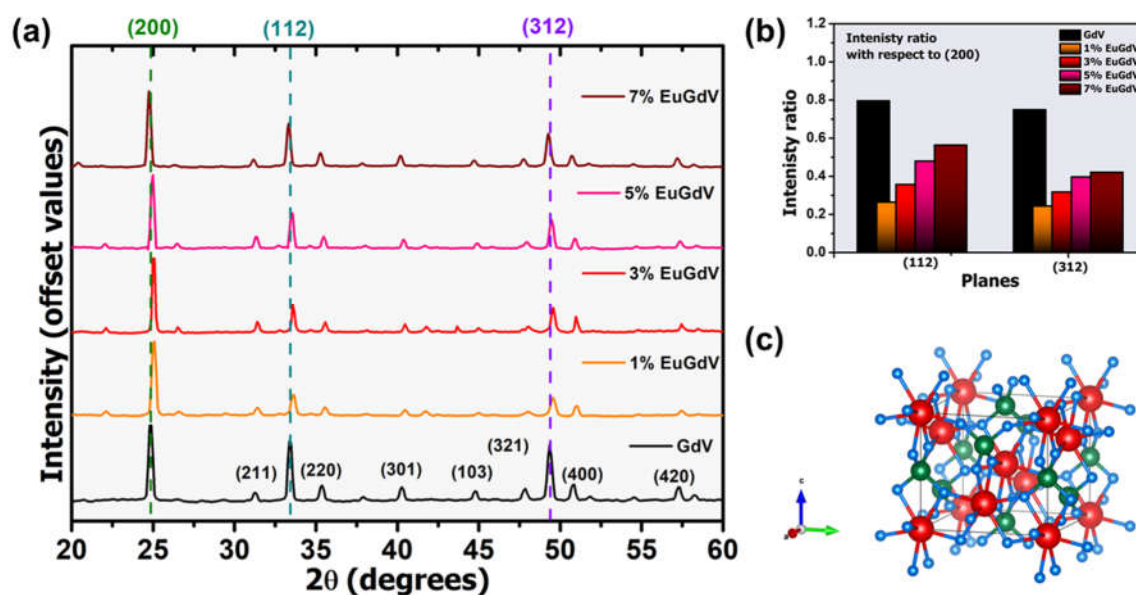 (a)
(200)
(112)
(312)
7% EuGdV
5% EuGdV
3% EuGdV
1% EuGdV
GdV
(211)
(220)
(301)
(103)
(321)
(400)
(420)
Intensity (offset values)
20 25 30 35 40 45 50 55 60
2θ (degrees)
(b)
Intenisty ratio
with respect to (200)
GdV
1% EuGdV
3% EuGdV
5% EuGdV
7% EuGdV
1.2
1.0
0.8
0.6
0.4
0.2
0.0
Intenisty ratio
(112)
(312)
Planes
(c)
c